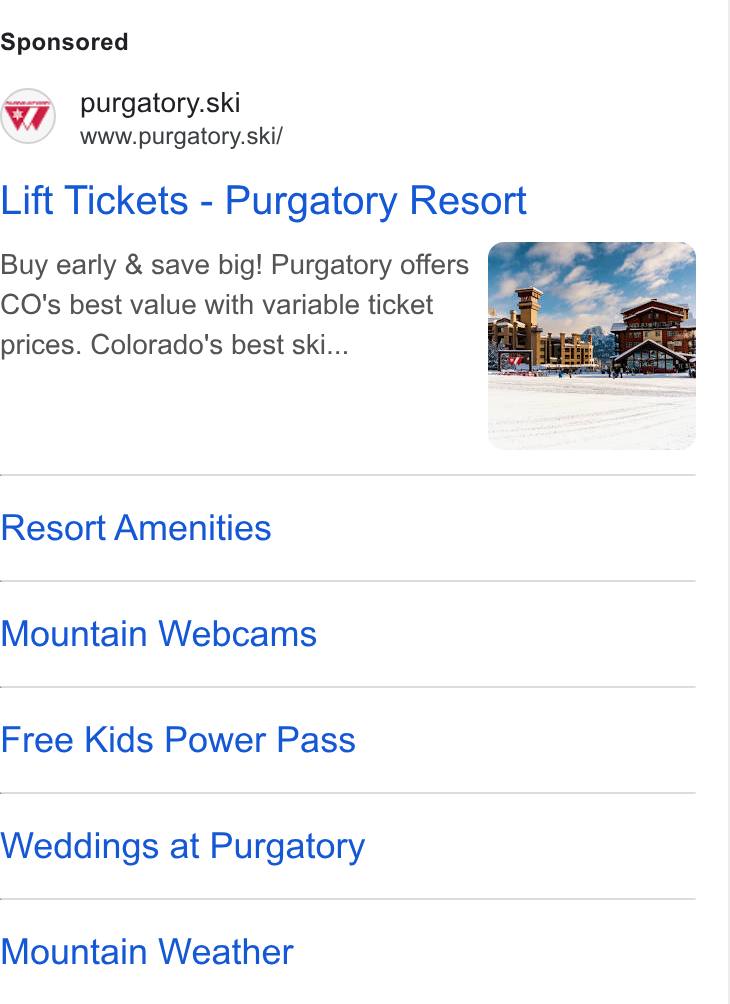 Sponsored
purgatory.ski
www.purgatory.ski/
Lift Tickets - Purgatory Resort
Buy early & save big! Purgatory offers
CO's best value with variable ticket
prices. Colorado's best ski...
Resort Amenities
Mountain Webcams
Free Kids Power Pass
Weddings at Purgatory
Mountain Weather